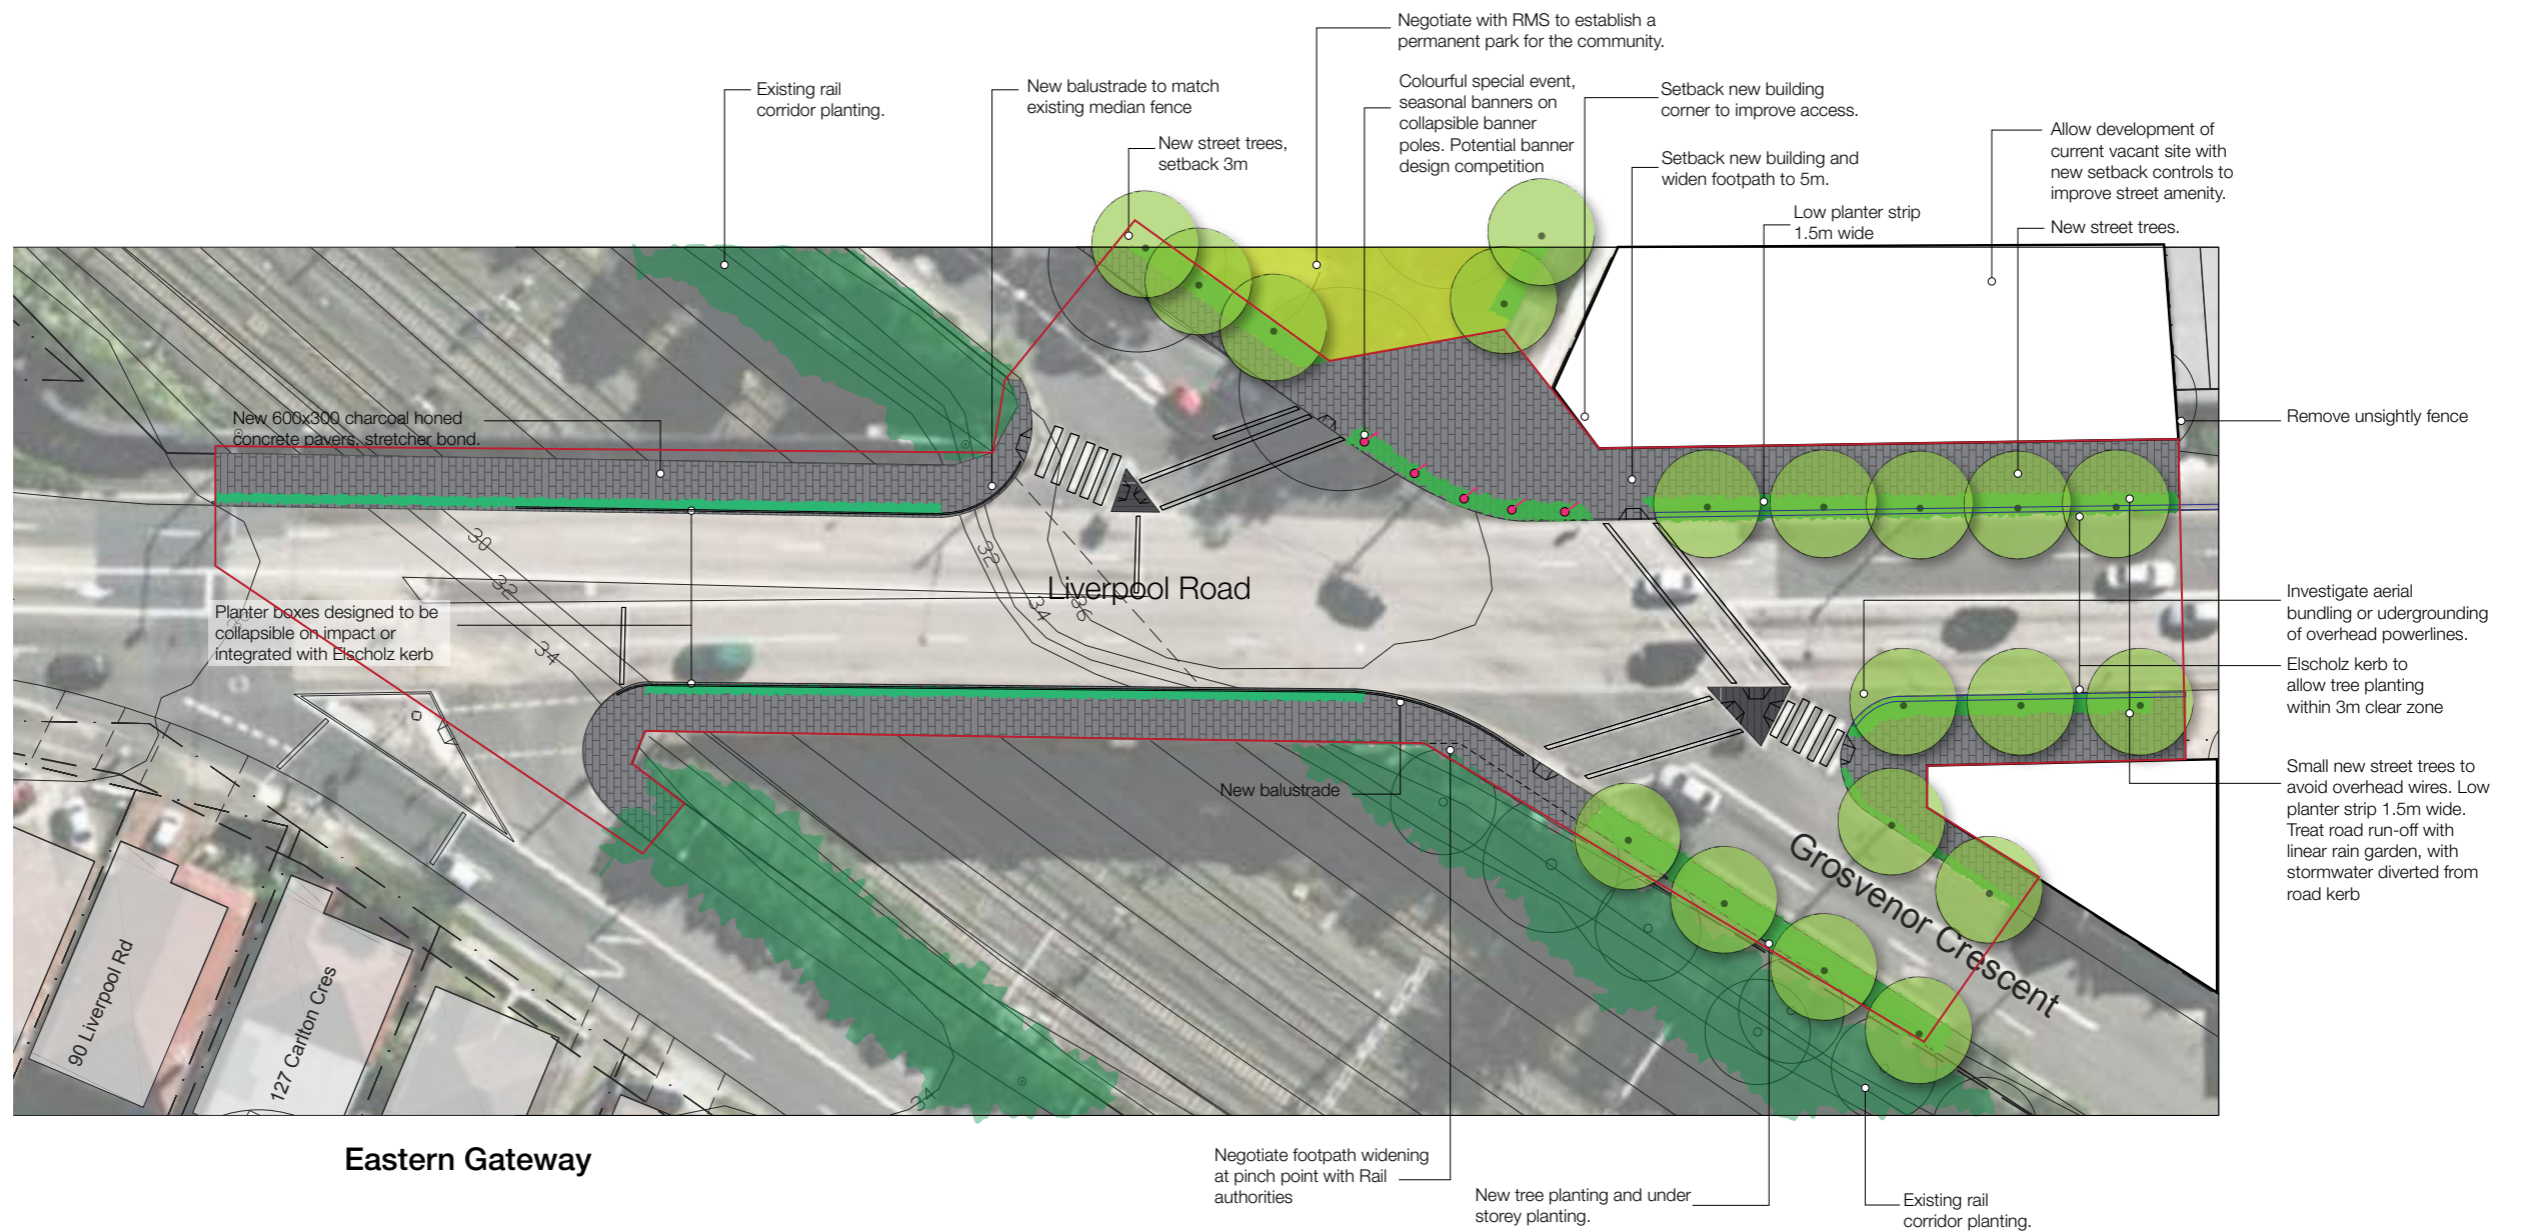 Negotiate with RMS to establish a
permanent park for the community.
Existing rail
corridor planting.
New balustrade to match
existing median fence
New street trees,
setback 3m
Colourful special event,
seasonal banners on
collapsible banner
poles. Potential banner
design competition
Setback new building
corner to improve access.
Setback new building and
widen footpath to 5m.
Low planter strip
1.5m wide
Allow development of
current vacant site with
new setback controls to
improve street amenity.
New street trees.
New 600x300 charcoal honed
concrete pavers, stretcher bond.
Remove unsightly fence
30
32
34
32
34
36
Liverpool Road
Planter boxes designed to be
collapsible on impact or
integrated with Elscholz kerb
Investigate aerial
bundling or udergrounding
of overhead powerlines.
Elscholz kerb to
allow tree planting
within 3m clear zone
Small new street trees to
avoid overhead wires. Low
planter strip 1.5m wide.
Treat road run-off with
linear rain garden, with
stormwater diverted from
road kerb
New balustrade
Grosvenor Crescent
90 Liverpool Rd
127 Carlton Cres
34
Eastern Gateway
Negotiate footpath widening
at pinch point with Rail
authorities
New tree planting and under
storey planting.
Existing rail
corridor planting.